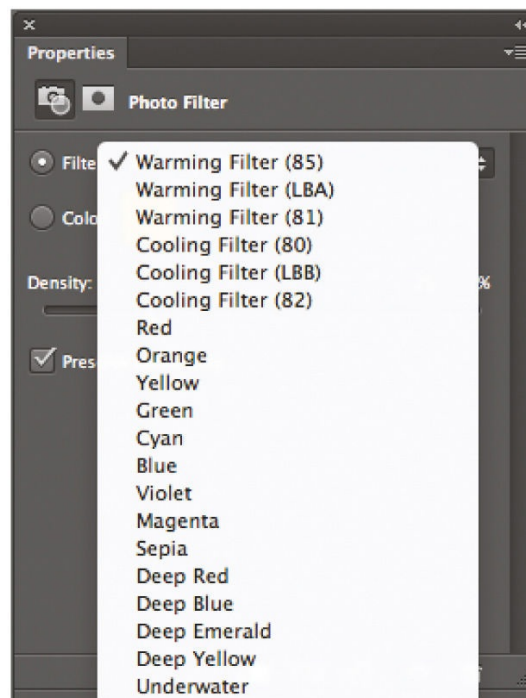 Properties
Photo Filter
Filte
Warming Filter (85)
Warming Filter (LBA)
Colo
Warming Filter (81)
Cooling Filter (80)
Density:
Cooling Filter (LBB)
%
Cooling Filter (82)
Red
Orange
Pres
Yellow
Green
Cyan
Blue
Violet
Magenta
Sepia
Deep Red
Deep Blue
Deep Emerald
Deep Yellow
Underwater